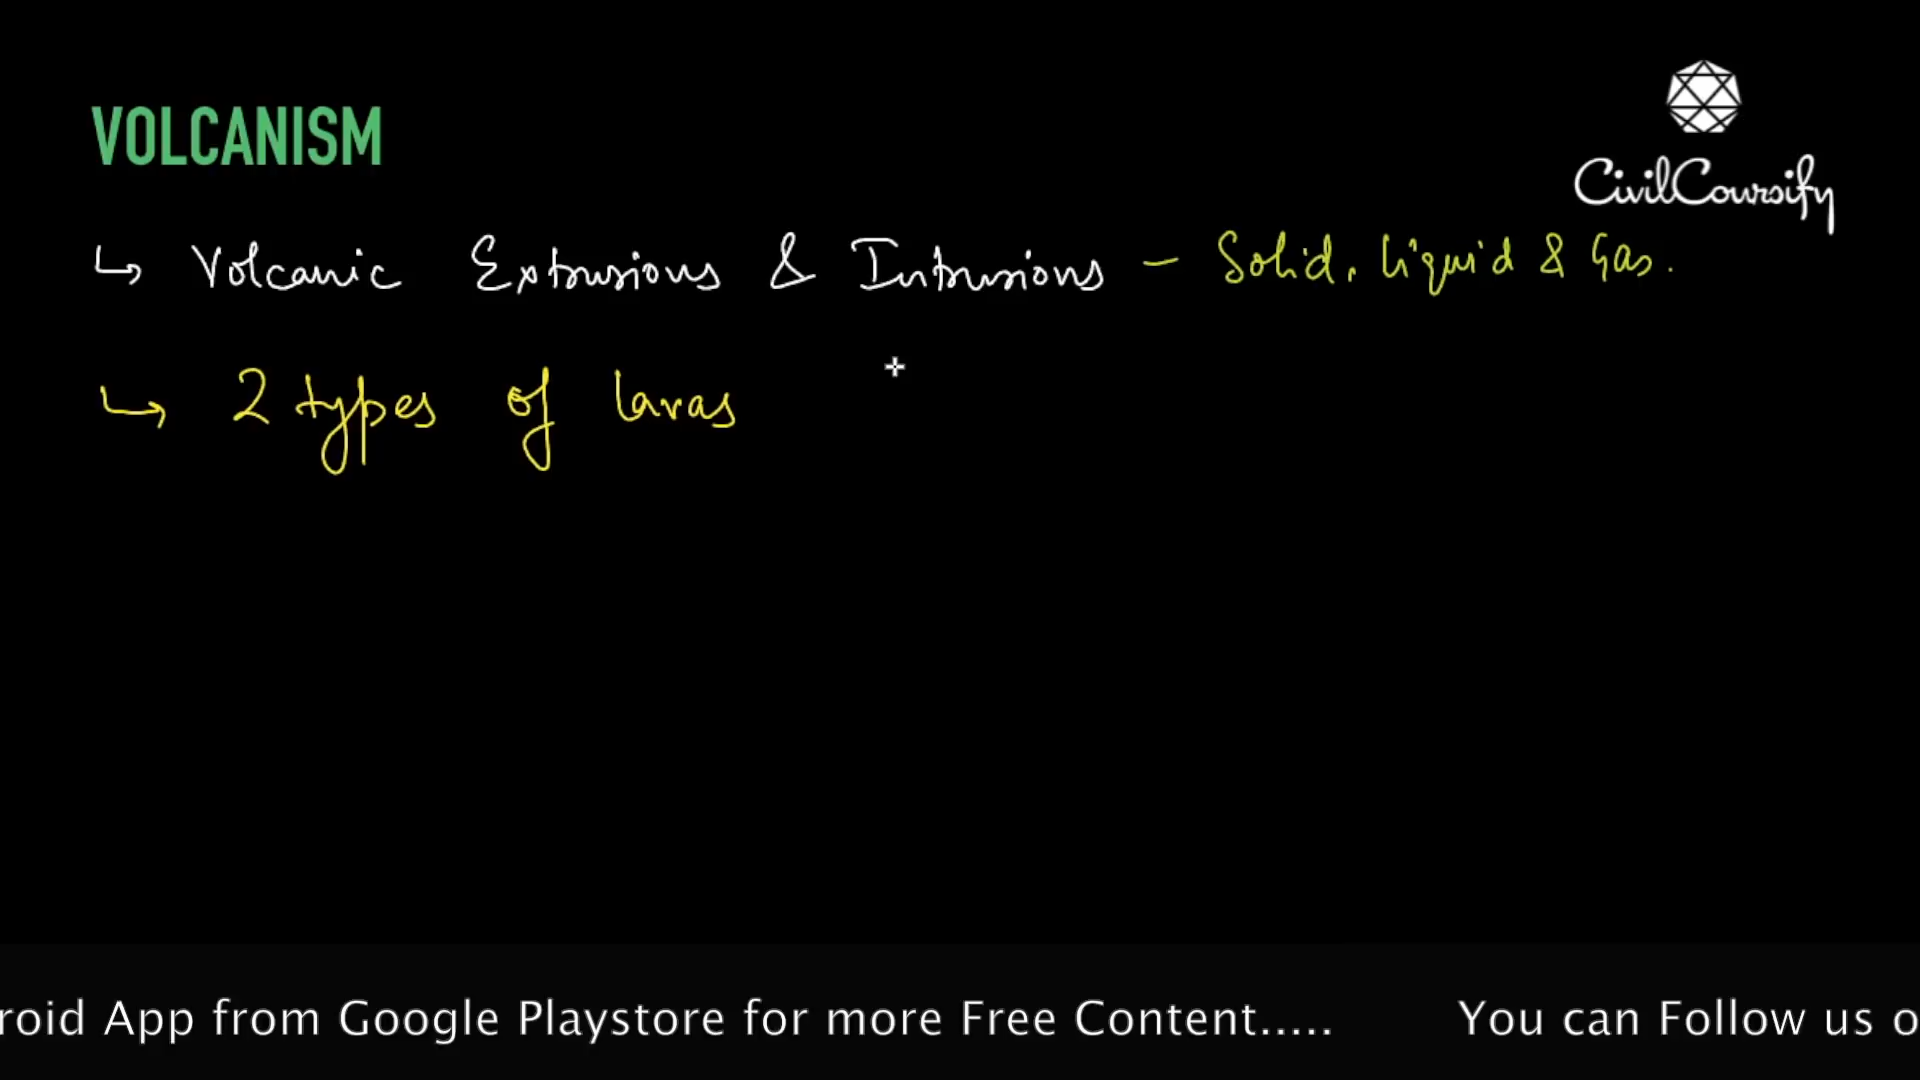 VOLCANISM
CivilCoursify
↳ Volcanic Extrusions & Intrusions – Solid, liquid & Gas.
↳ 2 types of lavas
roid App from Google Playstore for more Free Content..... You can Follow us o